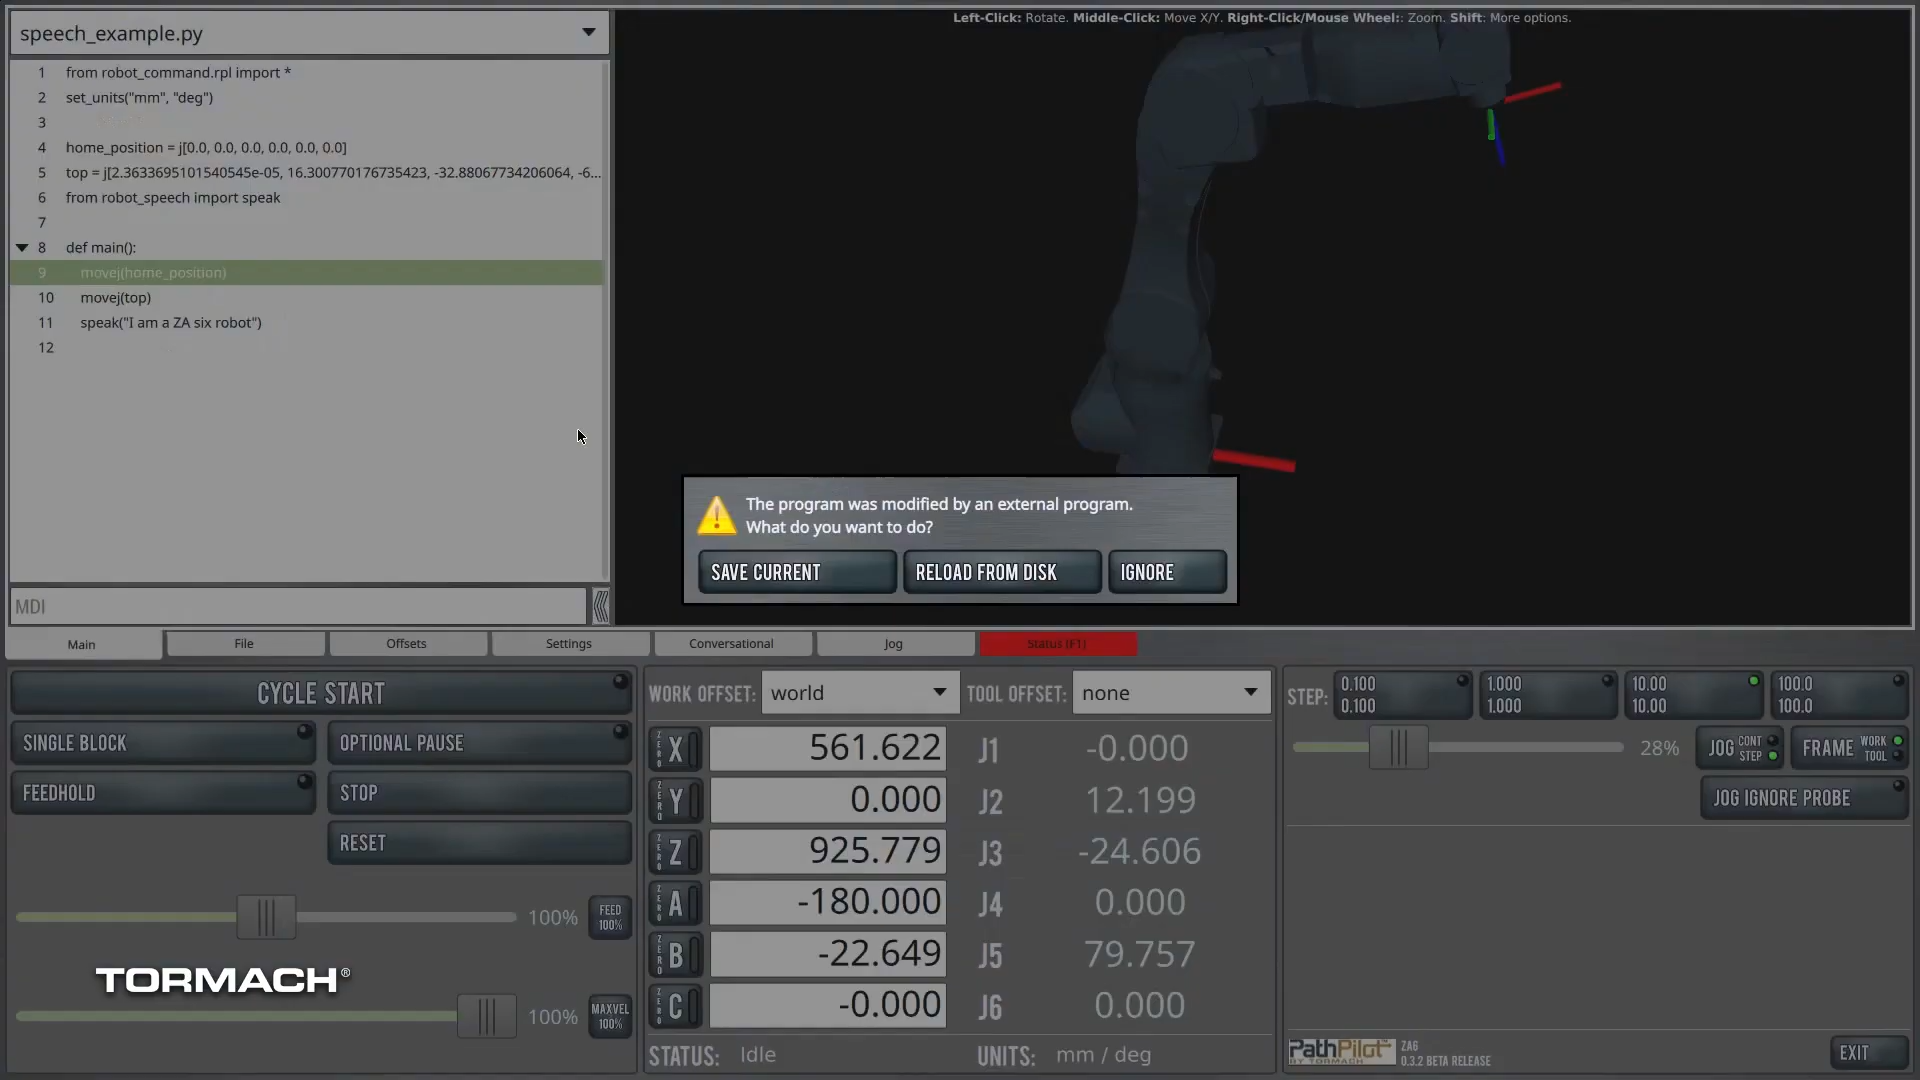 speech_example.py
Left-Click: Rotate. Middle-Click: Move X/Y. Right-Click/Mouse Wheel:: Zoom. Shift: More options.
1 from robot_command.rpl import *
2 set_units("mm", "deg")
3
4 home_position = j[0.0, 0.0, 0.0, 0.0, 0.0, 0.0]
5 top = j[2.3633695101540545e-05, 16.300770176735423, -32.88067734206064, -6...
6 from robot_speech import speak
7
8 def main():
9 movej(home_position)
10 movej(top)
11 speak("I am a ZA six robot")
12
The program was modified by an external program.
What do you want to do?
SAVE CURRENT RELOAD FROM DISK IGNORE
MDI
Main File Offsets Settings Conversational Jog Status (F1)
CYCLE START
SINGLE BLOCK OPTIONAL PAUSE
FEEDHOLD STOP
RESET
100% FEED 100%
TORMACH®
100% MAXVEL 100%
WORK OFFSET: world TOOL OFFSET: none
ZERO X 561.622 J1 -0.000
ZERO Y 0.000 J2 12.199
ZERO Z 925.779 J3 -24.606
ZERO A -180.000 J4 0.000
ZERO B -22.649 J5 79.757
ZERO C -0.000 J6 0.000
STATUS: Idle UNITS: mm / deg
STEP: 0.100 1.000 10.00 100.0
0.100 1.000 10.00 100.0
28% JOG CONT STEP FRAME WORK TOOL
JOG IGNORE PROBE
PathPilot BY TORMACH ZA6
0.3.2 BETA RELEASE
EXIT